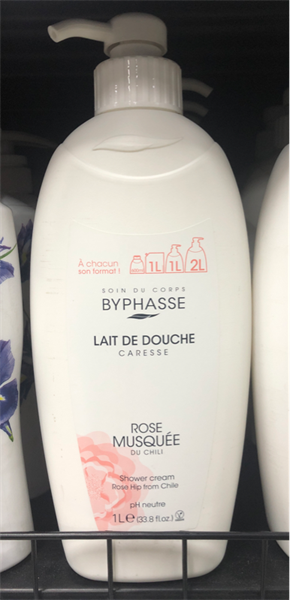 À chacun
son format ! 1L 1L 2L
SOIN DU CORPS
BYPHASSE
LAIT DE DOUCHE
CARESSE
ROSE
MUSQUÉE
DU CHILI
Shower cream
Rose Hip from Chile
pH neutre
1L℮ (33.8 fl.oz.)